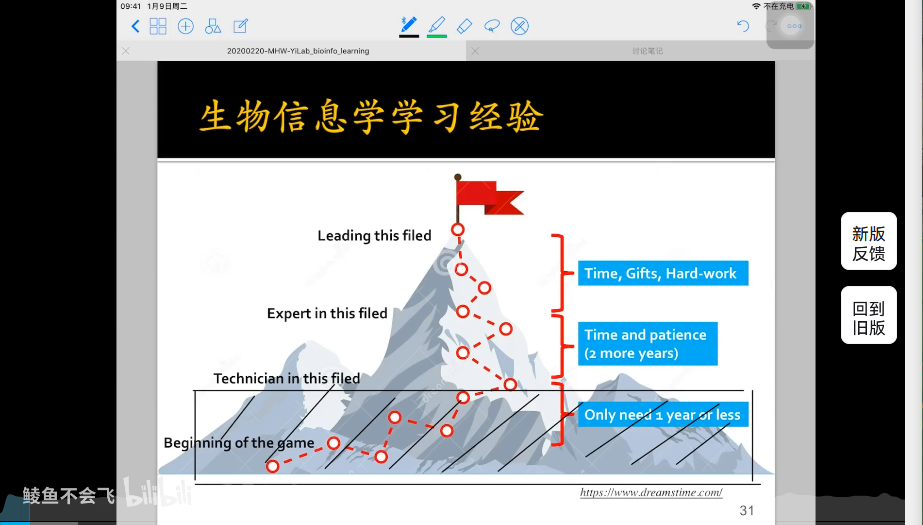 09:41 1月9日周二
不在充电
20200220-MHW-YiLab_bioinfo_learning
讨论笔记
生物信息学学习经验
Leading this filed
Time, Gifts, Hard-work
Expert in this filed
Time and patience
(2 more years)
Technician in this filed
Only need 1 year or less
Beginning of the game
https://www.dreamstime.com/
31
新版
反馈
回到
旧版
鲮鱼不会飞
bilibili